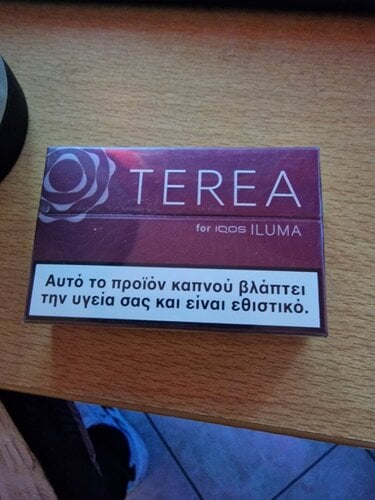 TEREA
for IQOS ILUMA
Αυτό το προϊόν καπνού βλάπτει
την υγεία σας και είναι εθιστικό.